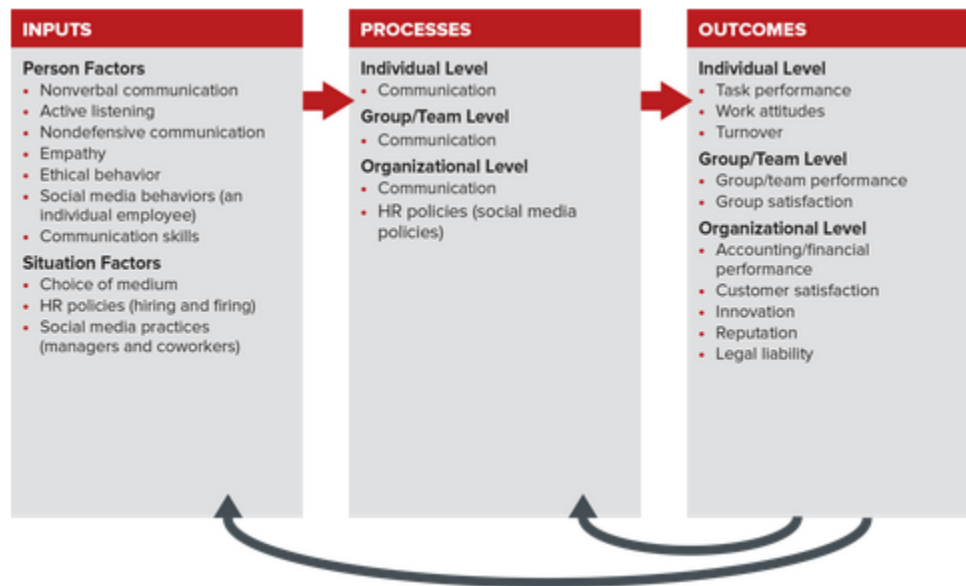 INPUTS
Person Factors
• Nonverbal communication
• Active listening
• Nondefensive communication
• Empathy
• Ethical behavior
• Social media behaviors (an
individual employee)
• Communication skills
Situation Factors
• Choice of medium
• HR policies (hiring and firing)
• Social media practices
(managers and coworkers)
PROCESSES
Individual Level
• Communication
Group/Team Level
• Communication
Organizational Level
• Communication
• HR policies (social media
policies)
OUTCOMES
Individual Level
• Task performance
• Work attitudes
• Turnover
Group/Team Level
• Group/team performance
• Group satisfaction
Organizational Level
• Accounting/financial
performance
• Customer satisfaction
• Innovation
• Reputation
• Legal liability